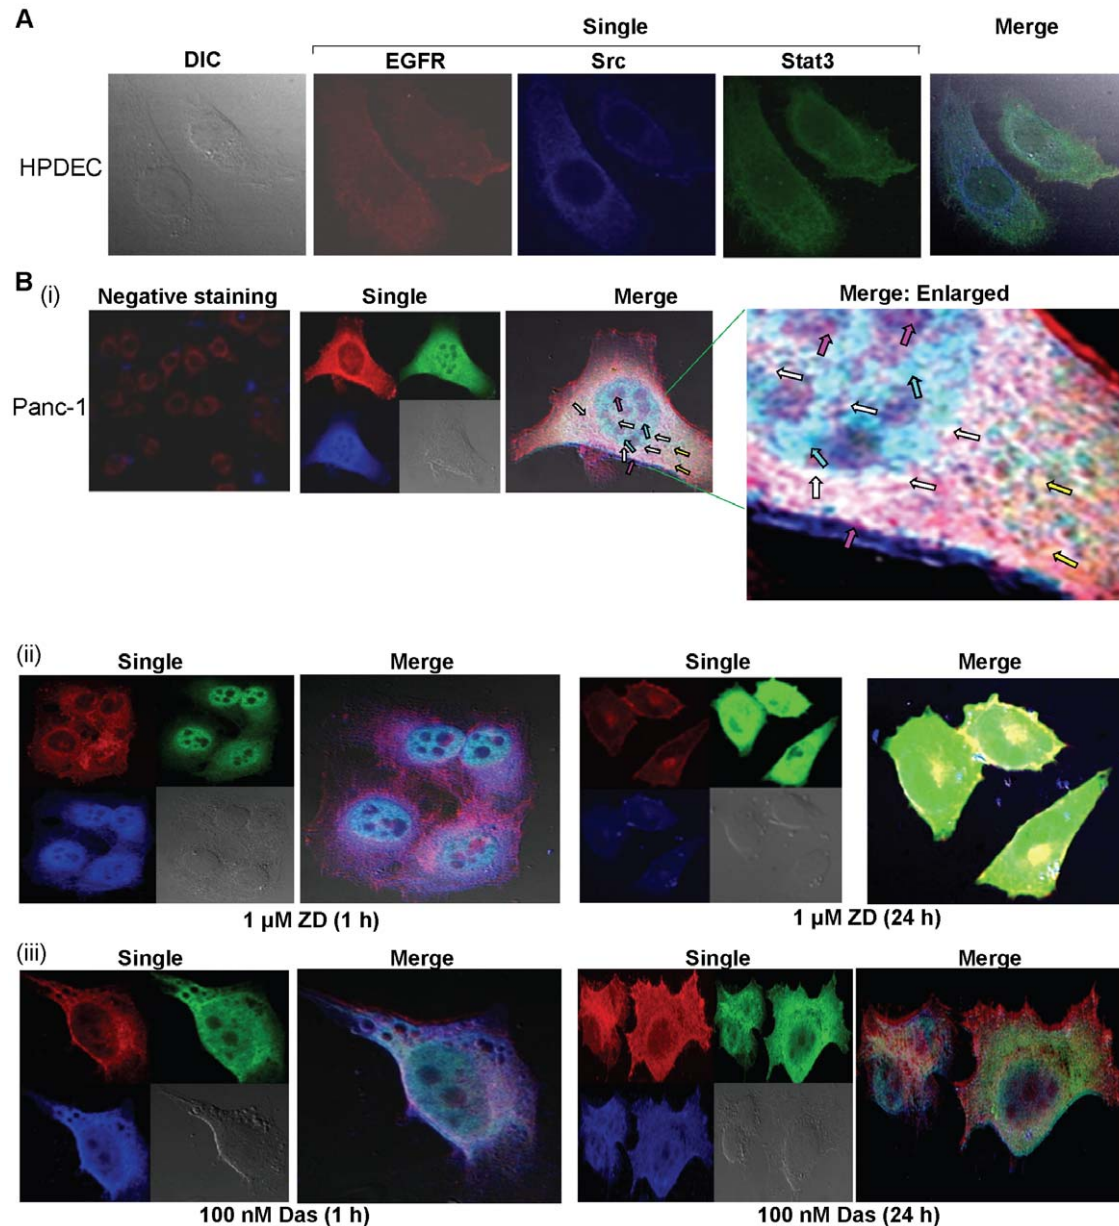 A
Single
Merge
DIC
EGFR
Src
Stat3
HPDEC
B
(i)
Negative staining
Single
Merge
Merge: Enlarged
Panc-1
(ii)
Single
Merge
Single
Merge
1 µM ZD (1 h)
1 µM ZD (24 h)
(iii)
Single
Merge
Single
Merge
100 nM Das (1 h)
100 nM Das (24 h)